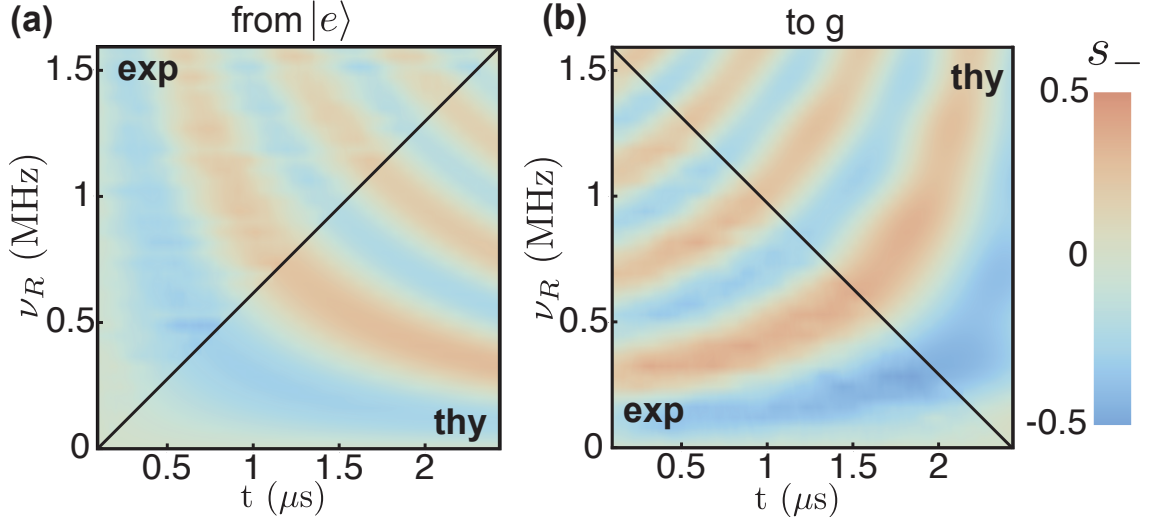 (a) from |e⟩
exp
thy
ν_R (MHz)
1.5
1
0.5
0
0.5 1 1.5 2
t (μs)
(b) to g
thy
exp
ν_R (MHz)
1.5
1
0.5
0
0.5 1 1.5 2
t (μs)
s_−
0.5
0
-0.5